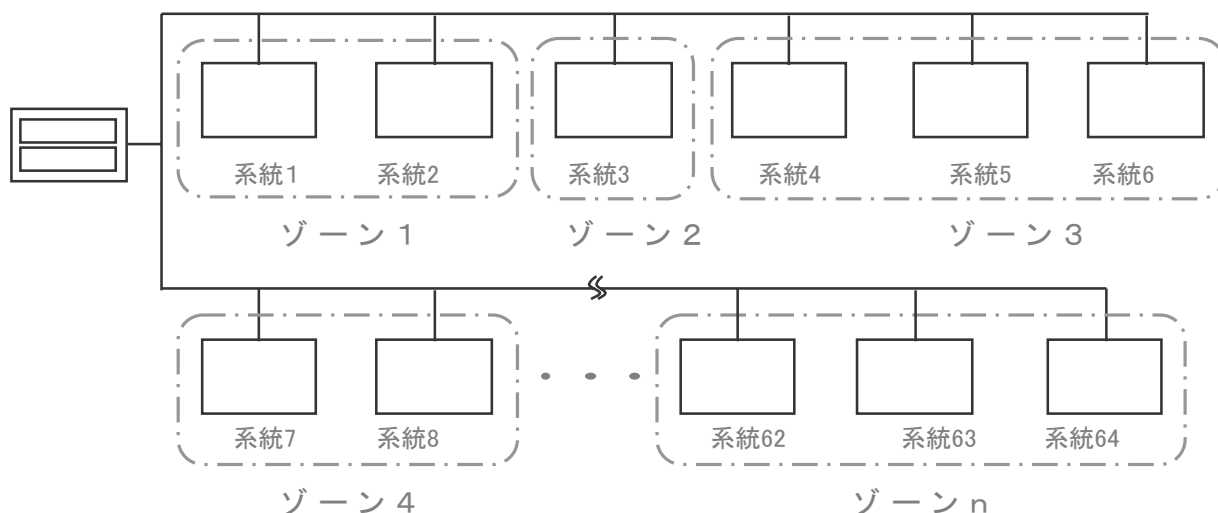 系統1 系統2 系統3 系統4 系統5 系統6
ゾーン1 ゾーン2 ゾーン3
系統7 系統8 ・・・ 系統62 系統63 系統64
ゾーン4 ゾーンn